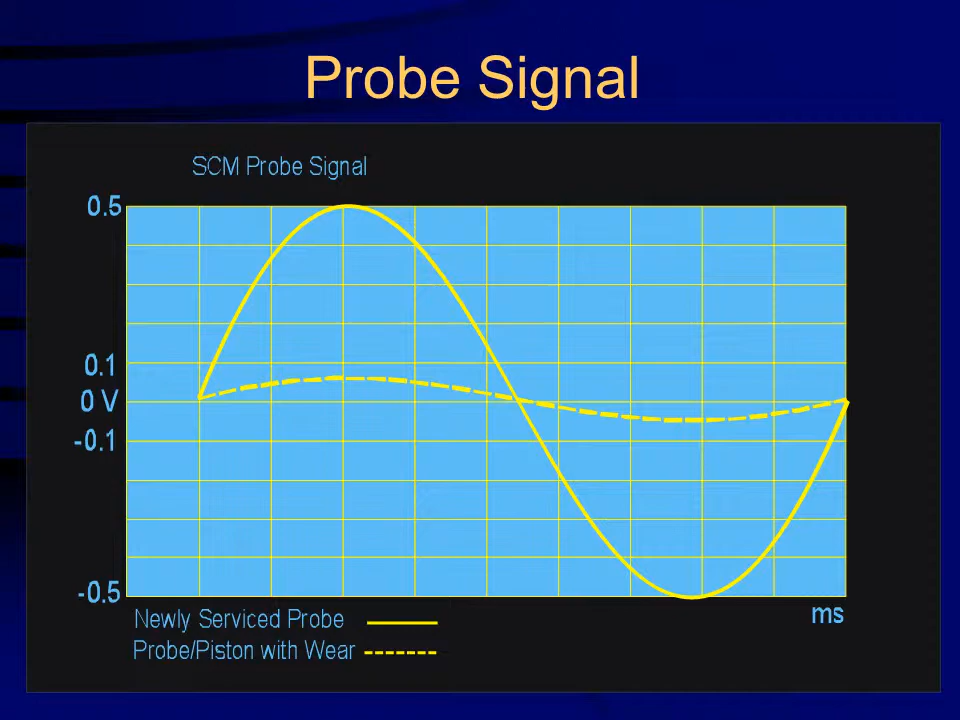 Probe Signal
SCM Probe Signal
0.5
0.1
0 V
-0.1
-0.5
ms
Newly Serviced Probe
Probe/Piston with Wear